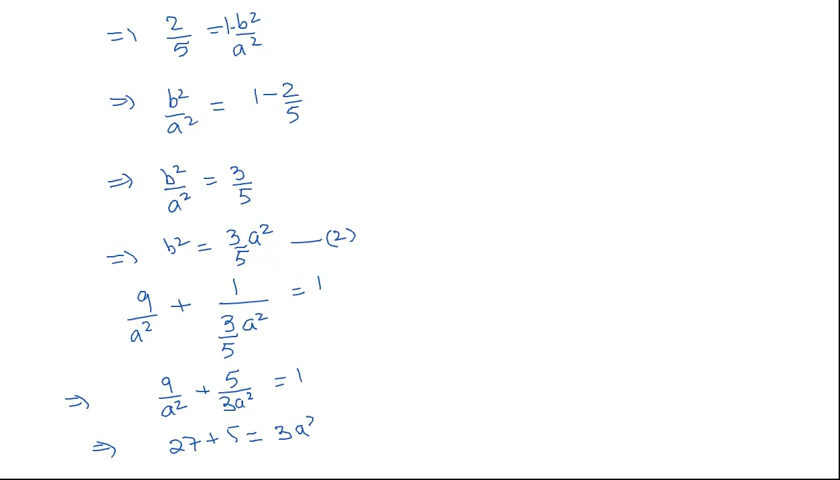 => 2/5 = 1-b²/a²
=> b²/a² = 1-2/5
=> b²/a² = 3/5
=> b² = 3/5 a² —(2)
9/a² + 1/(3/5 a²) = 1
=> 9/a² + 5/3a² = 1
=> 27+5 = 3a²